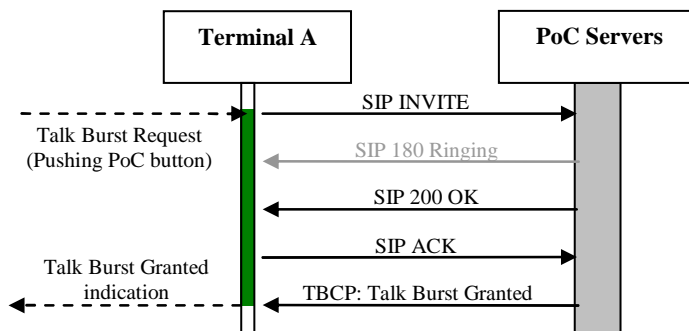 Terminal A
PoC Servers
SIP INVITE
Talk Burst Request
(Pushing PoC button)
SIP 180 Ringing
SIP 200 OK
SIP ACK
Talk Burst Granted
indication
TBCP: Talk Burst Granted